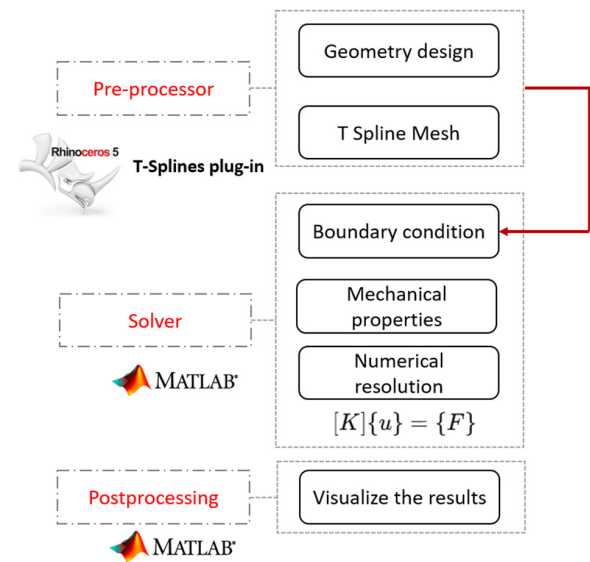 Geometry design
Pre-processor
T Spline Mesh
Rhinoceros 5
T-Splines plug-in
Boundary condition
Mechanical
properties
Solver
MATLAB®
Numerical
resolution
[K]{u} = {F}
Postprocessing
Visualize the results
MATLAB®